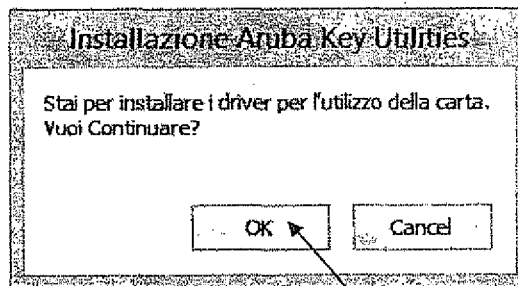 Installazione Aruba Key Utilities
Stai per installare i driver per l'utilizzo della carta.
Vuoi Continuare?
OK
Cancel